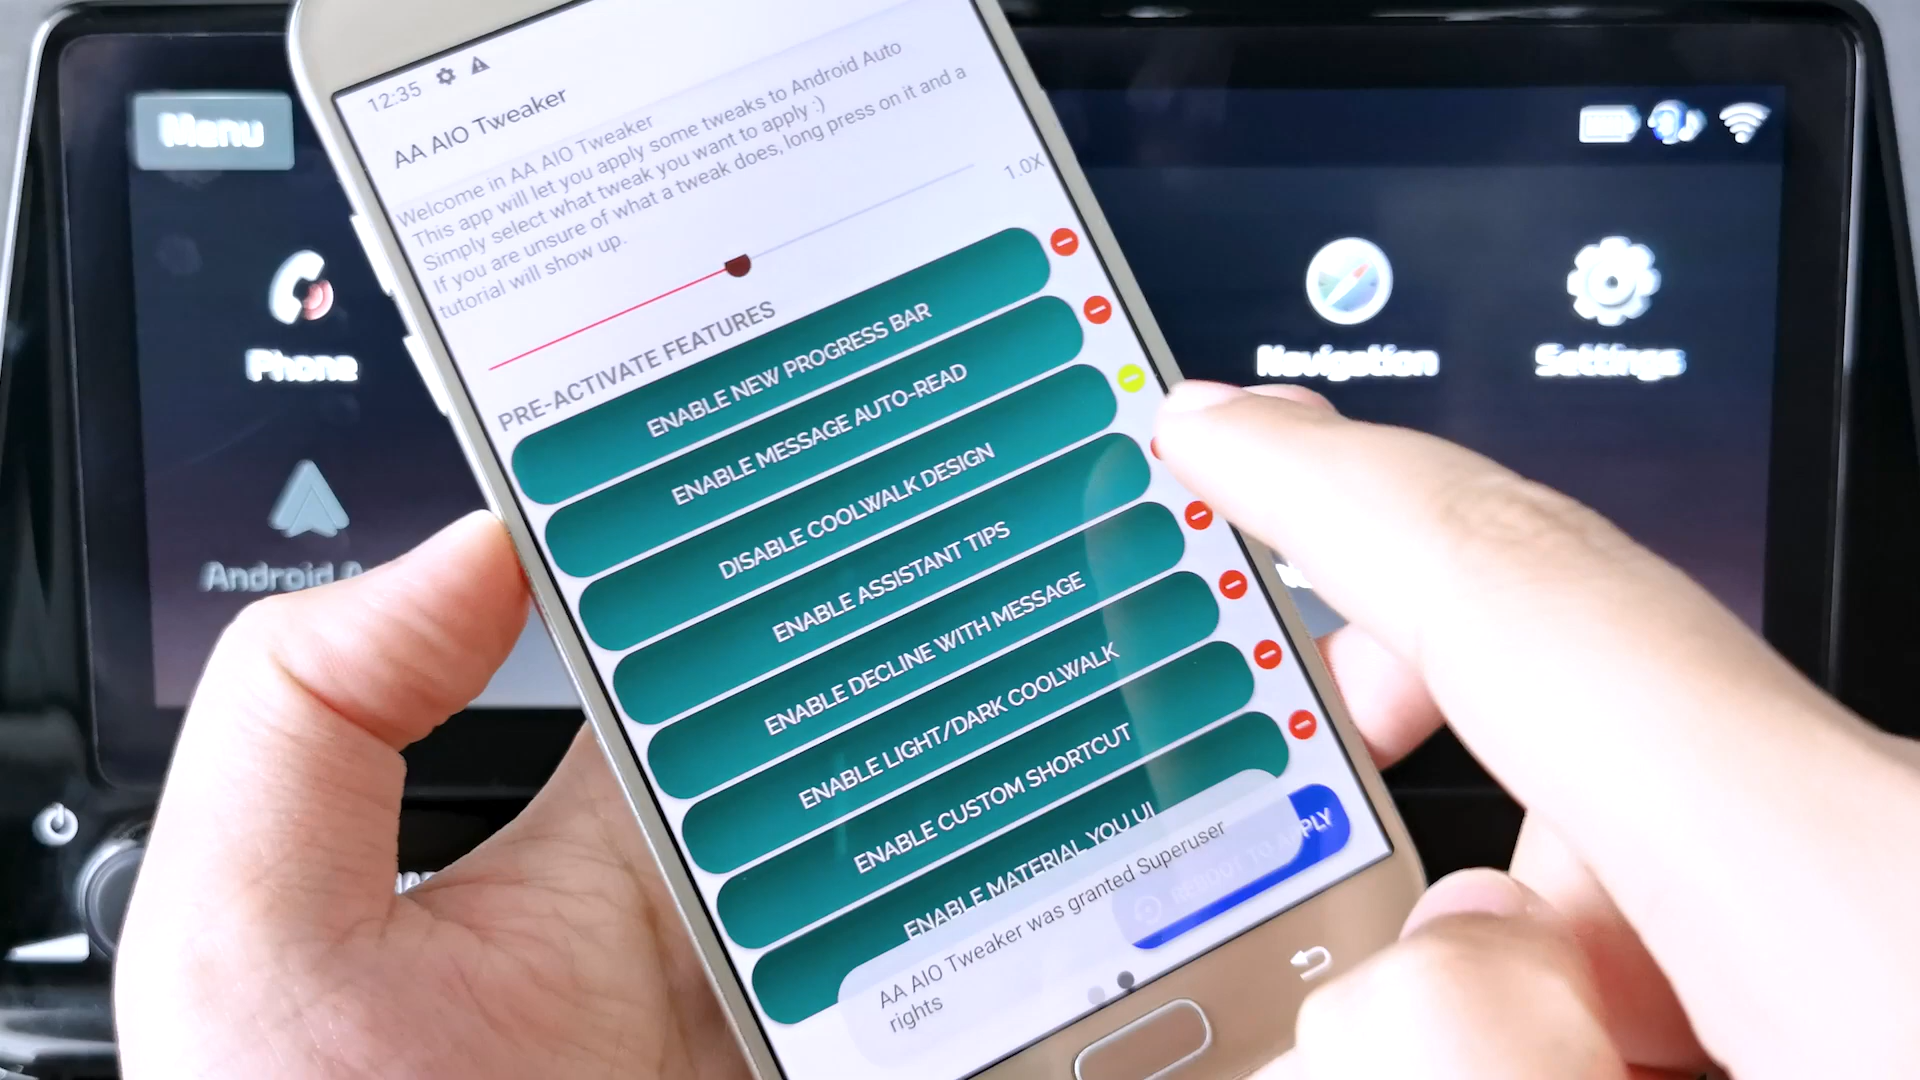 Menu
Phone
Android
Navigation
Settings
12:35
AA AIO Tweaker
Welcome in AA AIO Tweaker
This app will let you apply some tweaks to Android Auto
Simply select what tweak you want to apply :)
If you are unsure of what a tweak does, long press on it and a
tutorial will show up.
1.0X
PRE-ACTIVATE FEATURES
ENABLE NEW PROGRESS BAR
ENABLE MESSAGE AUTO-READ
DISABLE COOLWALK DESIGN
ENABLE ASSISTANT TIPS
ENABLE DECLINE WITH MESSAGE
ENABLE LIGHT/DARK COOLWALK
ENABLE CUSTOM SHORTCUT
ENABLE MATERIAL YOU UI
REBOOT TO APPLY
AA AIO Tweaker was granted Superuser
rights